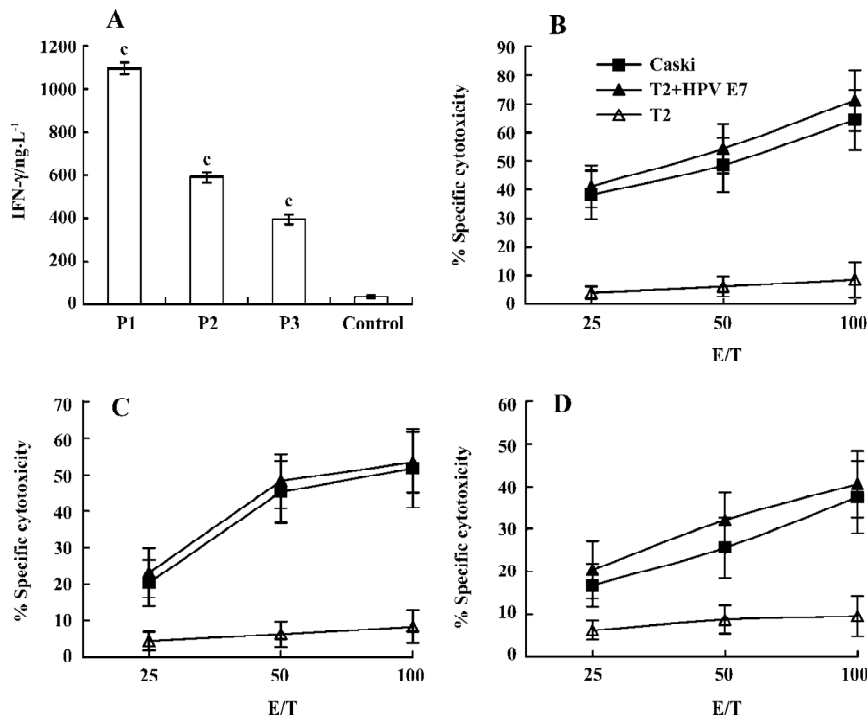 A
IFN-γ/ng·L⁻¹
1200
1000
800
600
400
200
0
c
c
c
P1 P2 P3 Control
B
% Specific cytotoxicity
90
80
70
60
50
40
30
20
10
0
Caski
T2+HPV E7
T2
25 50 100
E/T
C
% Specific cytotoxicity
70
60
50
40
30
20
10
0
25 50 100
E/T
D
% Specific cytotoxicity
60
50
40
30
20
10
0
25 50 100
E/T